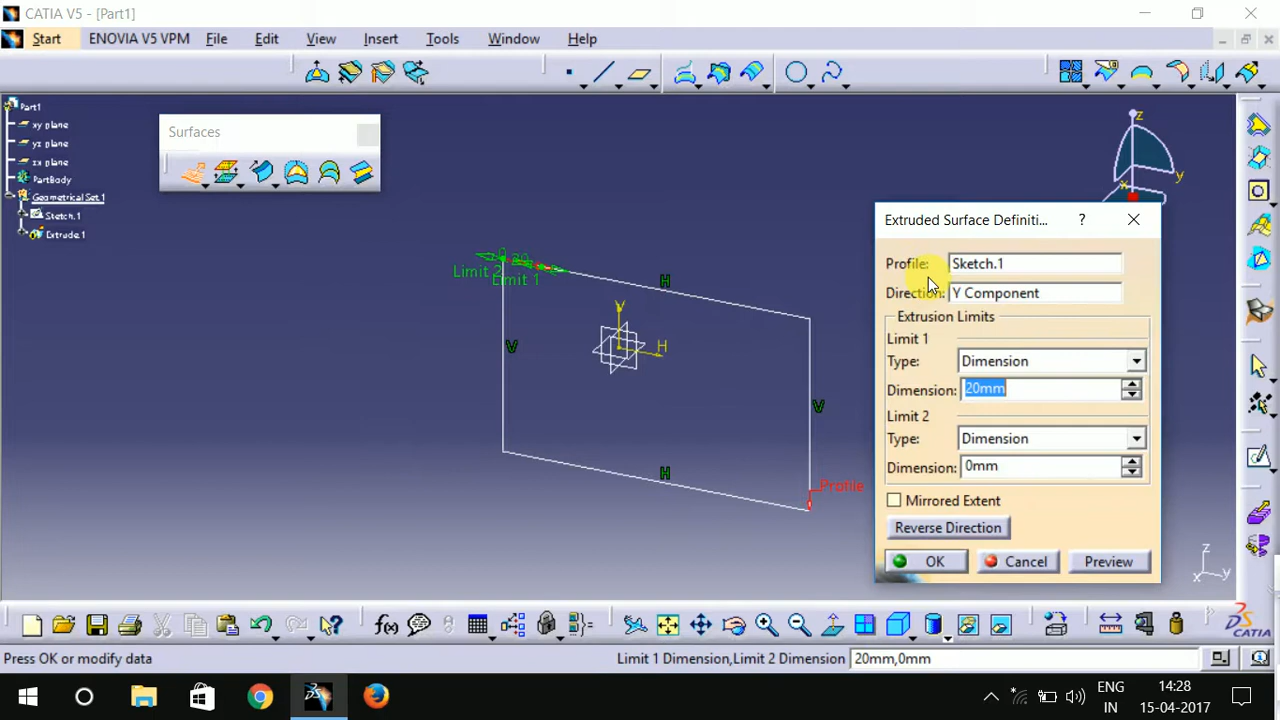 CATIA V5 - [Part1]
Start ENOVIA V5 VPM File Edit View Insert Tools Window Help
Part1
xy plane
yz plane
zx plane
PartBody
Geometrical Set.1
Sketch.1
Extrude.1
Surfaces
z
y
x
Limit 2
Limit 1
H
V
Y
H
V
H
Profile
Extruded Surface Definiti... ?
Profile: Sketch.1
Direction: Y Component
Extrusion Limits
Limit 1
Type: Dimension
Dimension: 20mm
Limit 2
Type: Dimension
Dimension: 0mm
Mirrored Extent
Reverse Direction
OK Cancel Preview
z
x y
f(x)
CATIA
Press OK or modify data Limit 1 Dimension,Limit 2 Dimension 20mm,0mm
ENG 14:28
IN 15-04-2017